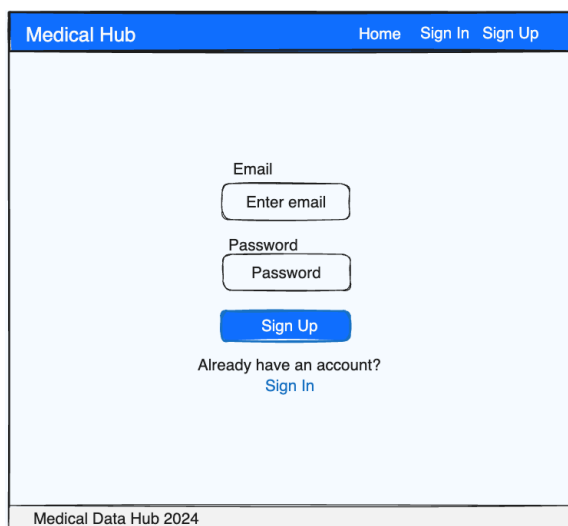 Medical Hub Home Sign In Sign Up
Email
Enter email
Password
Password
Sign Up
Already have an account?
Sign In
Medical Data Hub 2024